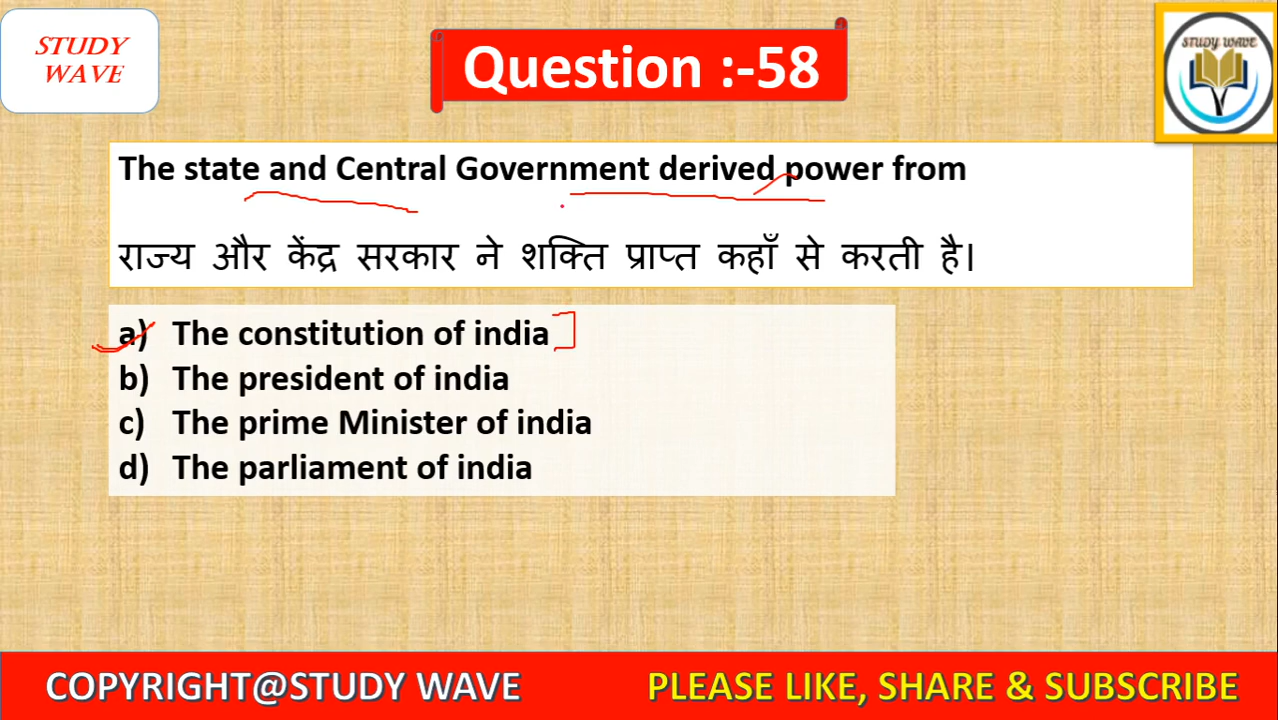 STUDY
WAVE
Question :-58
STUDY WAVE
The state and Central Government derived power from
राज्य और केंद्र सरकार ने शक्ति प्राप्त कहाँ से करती है।
a) The constitution of india
b) The president of india
c) The prime Minister of india
d) The parliament of india
COPYRIGHT@STUDY WAVE PLEASE LIKE, SHARE & SUBSCRIBE